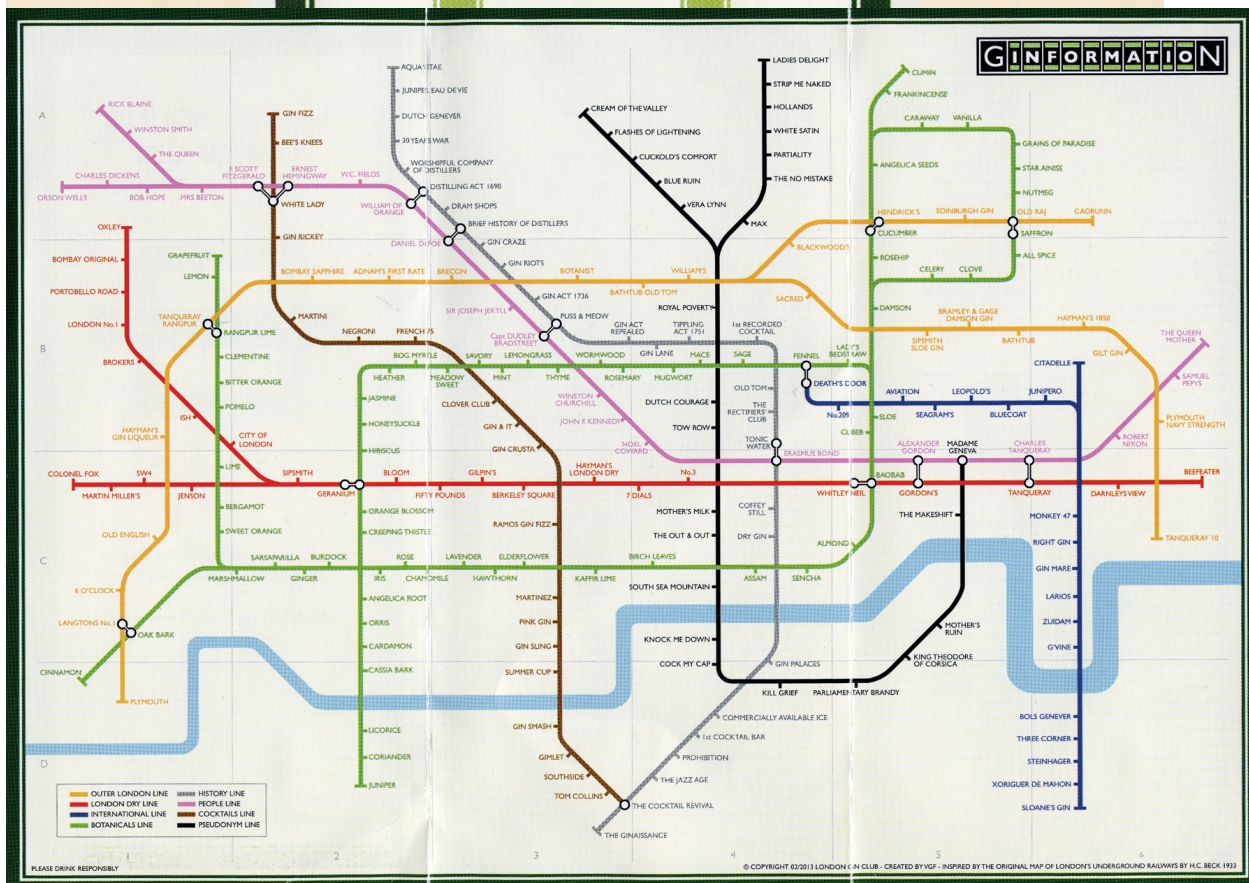 GINFORMATION
A
B
C
D
RICK BLAINE
WINSTON SMITH
THE QUEEN
CHARLES DICKENS
ORSON WELLS
BOB HOPE
MRS BEETON
F. SCOTT
FITZGERALD
ERNEST
HEMINGWAY
W.C. FIELDS
WILLIAM OF
ORANGE
DANIEL DEFOE
SIR JOSEPH JEKYLL
Capt DUDLEY
BRADSTREET
WINSTON
CHURCHILL
JOHN F. KENNEDY
NOEL
COWARD
ERASMUS BOND
ALEXANDER
GORDON
CHARLES
TANQUERAY
ROBERT
NIXON
SAMUEL
PEPYS
THE QUEEN
MOTHER
GIN FIZZ
BEE'S KNEES
WHITE LADY
GIN RICKEY
MARTINI
NEGRONI
FRENCH 75
CLOVER CLUB
GIN & IT
GIN CRUSTA
RAMOS GIN FIZZ
MARTINEZ
PINK GIN
GIN SLING
SUMMER CUP
GIN SMASH
GIMLET
SOUTHSIDE
TOM COLLINS
AQUA VITAE
JUNIPER EAU DE VIE
DUTCH GENEVER
30 YEARS WAR
WORSHIPFUL COMPANY
OF DISTILLERS
DISTILLING ACT 1690
DRAM SHOPS
BRIEF HISTORY OF DISTILLERS
GIN CRAZE
GIN RIOTS
GIN ACT 1736
PUSS & MEOW
GIN ACT
REPEALED
GIN LANE
TIPPLING
ACT 1751
1st RECORDED
COCKTAIL
OLD TOM
THE
RECTIFIERS'
CLUB
TONIC
WATER
COFFEY
STILL
DRY GIN
GIN PALACES
COMMERCIALLY AVAILABLE ICE
1st COCKTAIL BAR
PROHIBITION
THE JAZZ AGE
THE COCKTAIL REVIVAL
THE GINAISSANCE
CREAM OF THE VALLEY
FLASHES OF LIGHTENING
CUCKOLD'S COMFORT
BLUE RUIN
VERA LYNN
LADIES DELIGHT
STRIP ME NAKED
HOLLANDS
WHITE SATIN
PARTIALITY
THE NO MISTAKE
MAX
ROYAL POVERTY
DUTCH COURAGE
TOW ROW
MOTHER'S MILK
THE OUT & OUT
SOUTH SEA MOUNTAIN
KNOCK ME DOWN
COCK MY CAP
KILL GRIEF
PARLIAMENTARY BRANDY
KING THEODORE
OF CORSICA
MOTHER'S
RUIN
THE MAKESHIFT
MADAME
GENEVA
CUMIN
FRANKINCENSE
CARAWAY
VANILLA
GRAINS OF PARADISE
STAR AINISE
NUTMEG
SAFFRON
ALL SPICE
CLOVE
CELERY
ANGELICA SEEDS
CUCUMBER
ROSEHIP
DAMSON
LADY'S
BEDSTRAW
FENNEL
SLOE
CUBEB
BAOBAB
ALMOND
SENCHA
ASSAM
BIRCH LEAVES
KAFFIR LIME
ELDERFLOWER
HAWTHORN
LAVENDER
CHAMOMILE
ROSE
IRIS
BURDOCK
GINGER
SARSAPARILLA
MARSHMALLOW
OAK BARK
CINNAMON
GRAPEFRUIT
LEMON
RANGPUR LIME
CLEMENTINE
BITTER ORANGE
POMELO
LIME
BERGAMOT
SWEET ORANGE
HEATHER
BOG MYRTLE
MEADOW
SWEET
SAVORY
MINT
LEMONGRASS
THYME
WORMWOOD
ROSEMARY
MUGWORT
MACE
SAGE
JASMINE
HONEYSUCKLE
HIBISCUS
GERANIUM
ORANGE BLOSSOM
CREEPING THISTLE
ANGELICA ROOT
ORRIS
CARDAMON
CASSIA BARK
LICORICE
CORIANDER
JUNIPER
OXLEY
BOMBAY ORIGINAL
PORTOBELLO ROAD
LONDON No.1
BROKERS
ISH
CITY OF
LONDON
COLONEL FOX
MARTIN MILLER'S
SW4
JENSON
SIPSMITH
BLOOM
FIFTY POUNDS
GILPIN'S
BERKELEY SQUARE
HAYMAN'S
LONDON DRY
7 DIALS
No.3
WHITLEY NEIL
GORDON'S
TANQUERAY
DARNLEYS VIEW
BEEFEATER
BOMBAY SAPPHIRE
ADNAM'S FIRST RATE
BRECON
BOTANIST
BATHTUB OLD TOM
WILLIAM'S
BLACKWOOD'S
HENDRICK'S
EDINBURGH GIN
OLD RAJ
CAORUNN
SACRED
SIPSMITH
SLOE GIN
BRAMLEY & GAGE
DAMSON GIN
BATHTUB
HAYMAN'S 1850
GILT GIN
PLYMOUTH
NAVY STRENGTH
TANQUERAY 10
TANQUERAY
RANGPUR
HAYMAN'S
GIN LIQUEUR
OLD ENGLISH
6 O'CLOCK
LANGTONS No.1
PLYMOUTH
CITADELLE
DEATH'S DOOR
No.209
AVIATION
SEAGRAM'S
LEOPOLD'S
BLUECOAT
JUNIPERO
MONKEY 47
RIGHT GIN
GIN MARE
LARIOS
ZUIDAM
G'VINE
BOLS GENEVER
THREE CORNER
STEINHAGER
XORIGUER DE MAHON
SLOANE'S GIN
OUTER LONDON LINE
LONDON DRY LINE
INTERNATIONAL LINE
BOTANICALS LINE
HISTORY LINE
PEOPLE LINE
COCKTAILS LINE
PSEUDONYM LINE
1
2
3
4
5
6
PLEASE DRINK RESPONSIBLY
© COPYRIGHT 02/2013 LONDON GIN CLUB - CREATED BY VGF - INSPIRED BY THE ORIGINAL MAP OF LONDON'S UNDERGROUND RAILWAYS BY H.C. BECK 1933